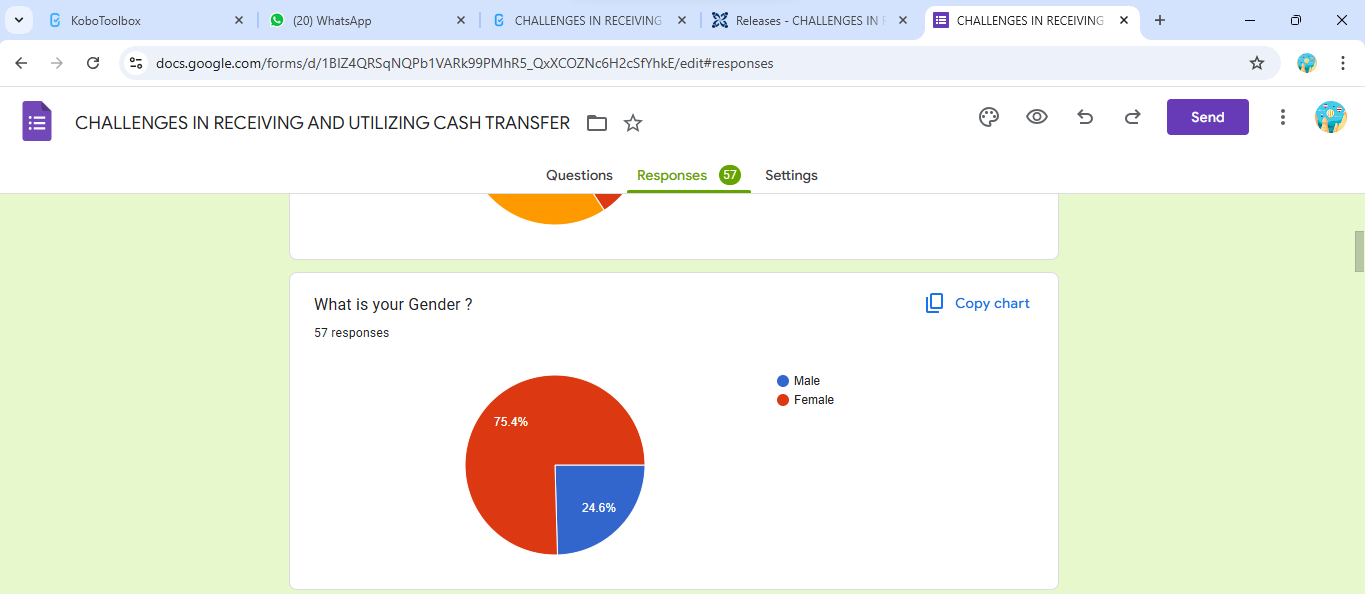 KoboToolbox
(20) WhatsApp
CHALLENGES IN RECEIVING
Releases - CHALLENGES IN
CHALLENGES IN RECEIVING
docs.google.com/forms/d/1BIZ4QRSqNQPb1VARk99PMhR5_QxXCOZNc6H2cSfYhkE/edit#responses
CHALLENGES IN RECEIVING AND UTILIZING CASH TRANSFER
Send
Questions
Responses 57
Settings
What is your Gender ?
Copy chart
57 responses
Male
Female
75.4%
24.6%